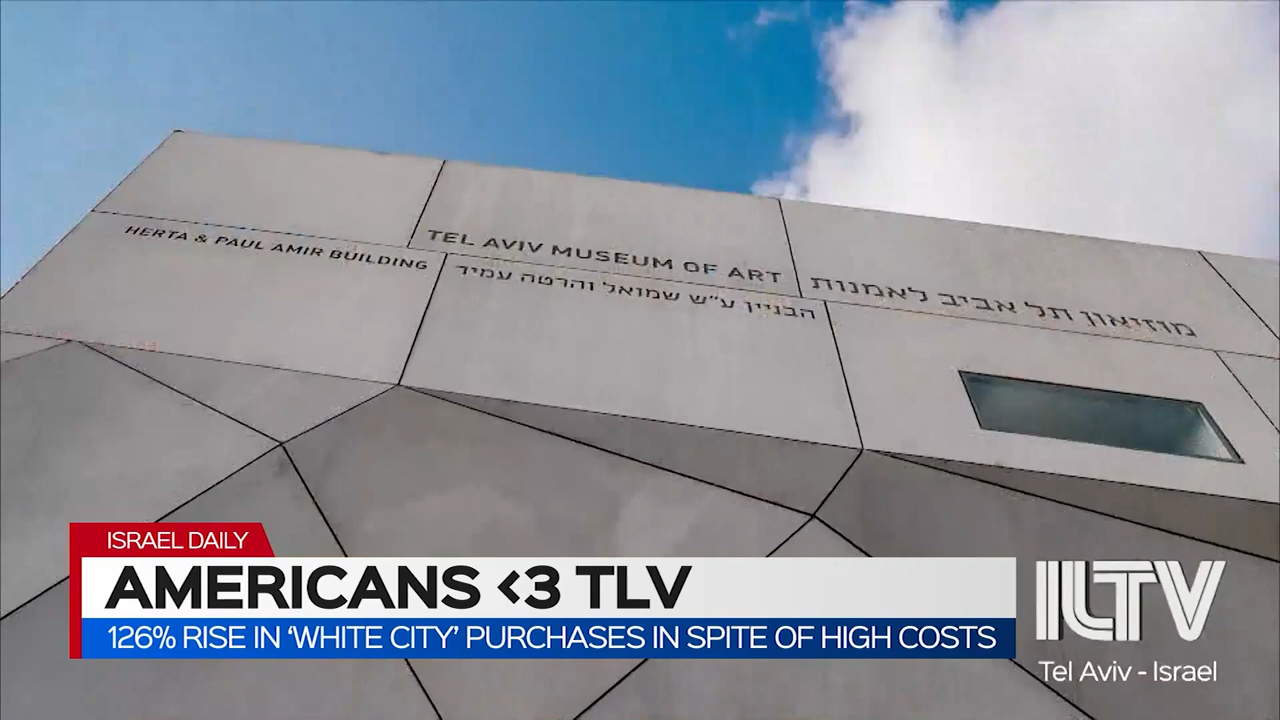 HERTA & PAUL AMIR BUILDING
TEL AVIV MUSEUM OF ART
מוזיאון תל אביב לאמנות
הבניין ע״ש שמואל והרטה עמיר
ISRAEL DAILY
AMERICANS <3 TLV
126% RISE IN ‘WHITE CITY’ PURCHASES IN SPITE OF HIGH COSTS
ILTV
Tel Aviv - Israel